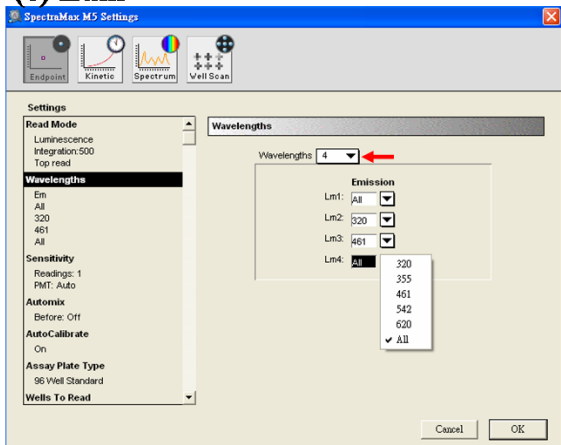 SpectraMax M5 Settings
Endpoint
Kinetic
Spectrum
Well Scan
Settings
Read Mode
Luminescence
Integration:500
Top read
Wavelengths
Em
All
320
461
All
Sensitivity
Readings: 1
PMT: Auto
Automix
Before: Off
AutoCalibrate
On
Assay Plate Type
96 Well Standard
Wells To Read
Wavelengths
Wavelengths 4
Emission
Lm1: All
Lm2: 320
Lm3: 461
Lm4: All
320
355
461
542
620
✓ All
Cancel
OK